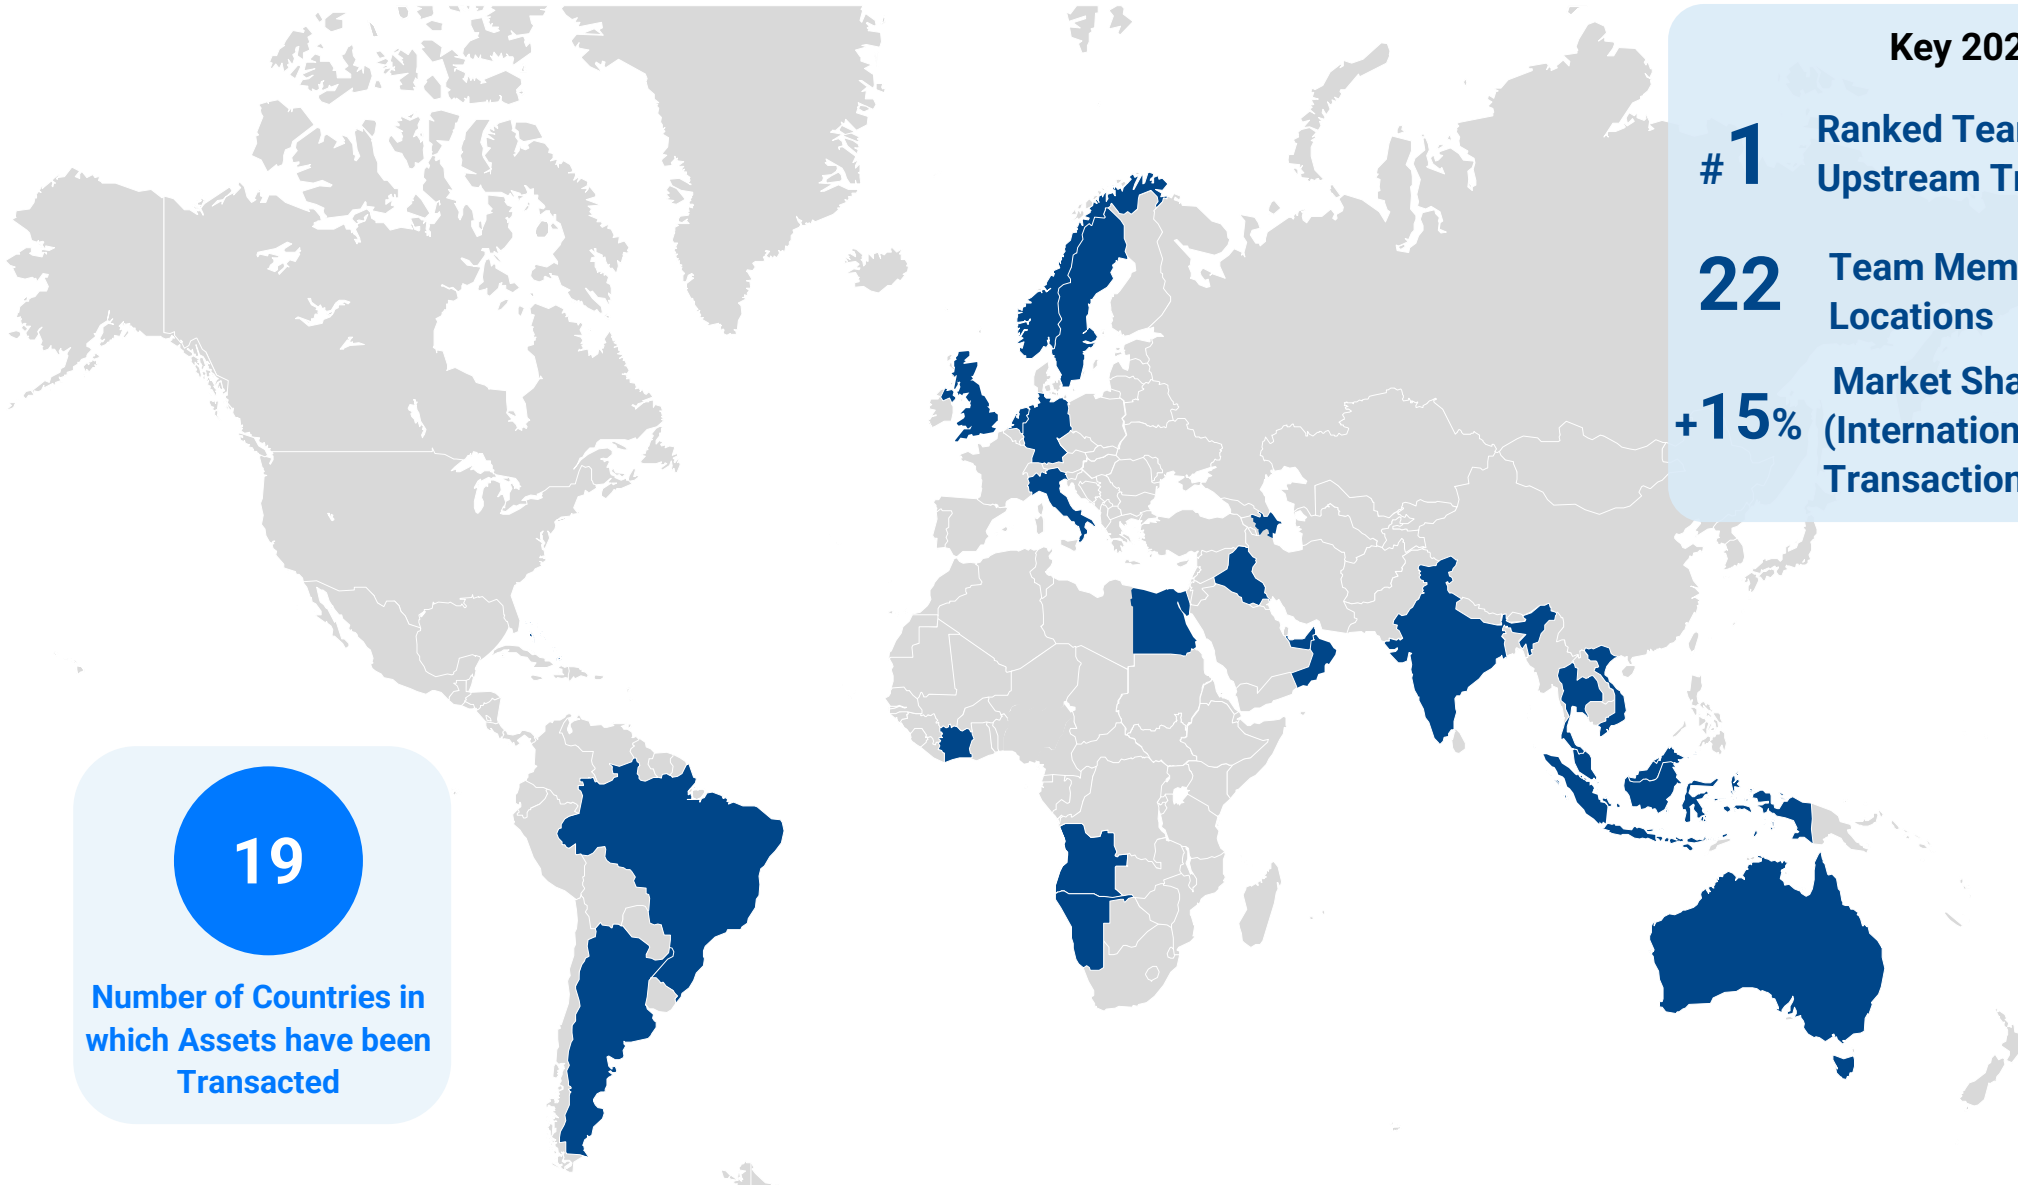 Key 202
#1 Ranked Tea
Upstream Tr
22 Team Mem
Locations
Market Sha
+15% (Internation
Transaction
19
Number of Countries in
which Assets have been
Transacted